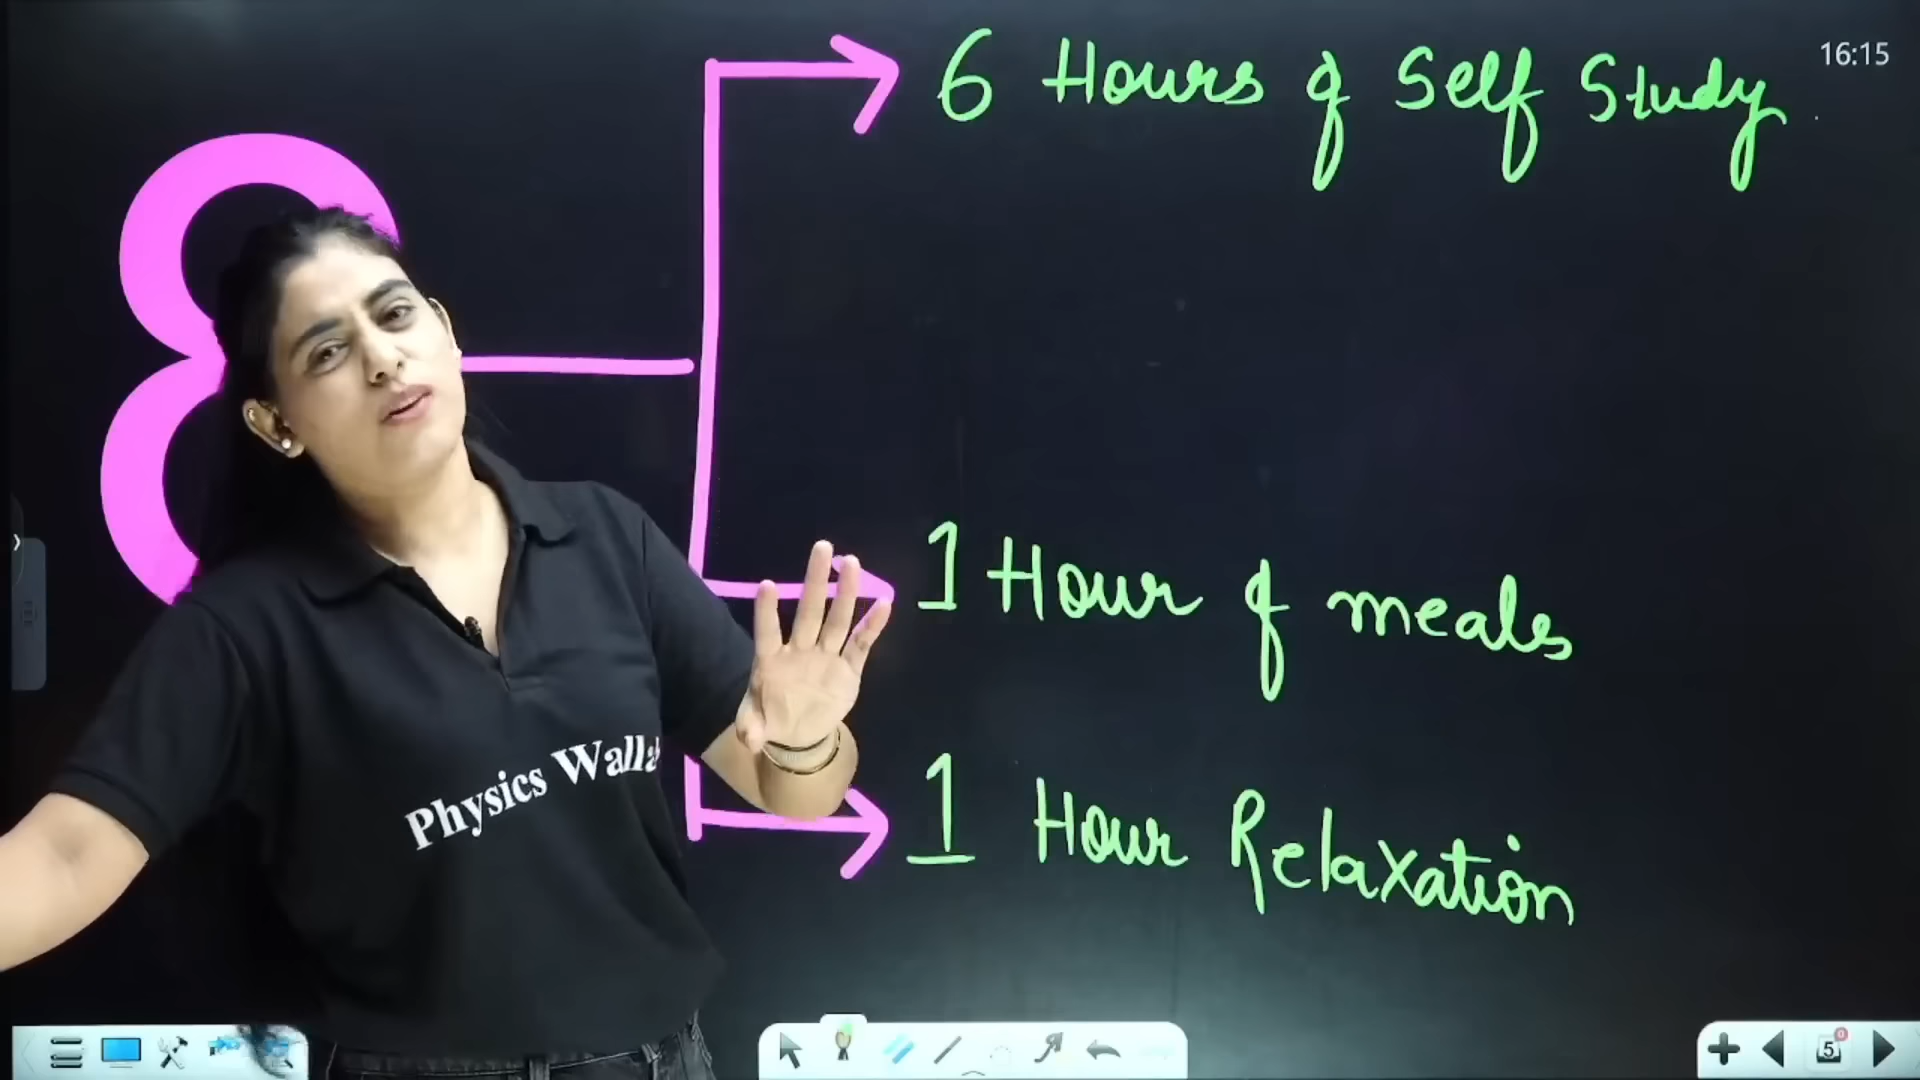 16:15
6 Hours of Self Study
8
1 Hour of meals
1 Hour Relaxation
Physics Walla
5